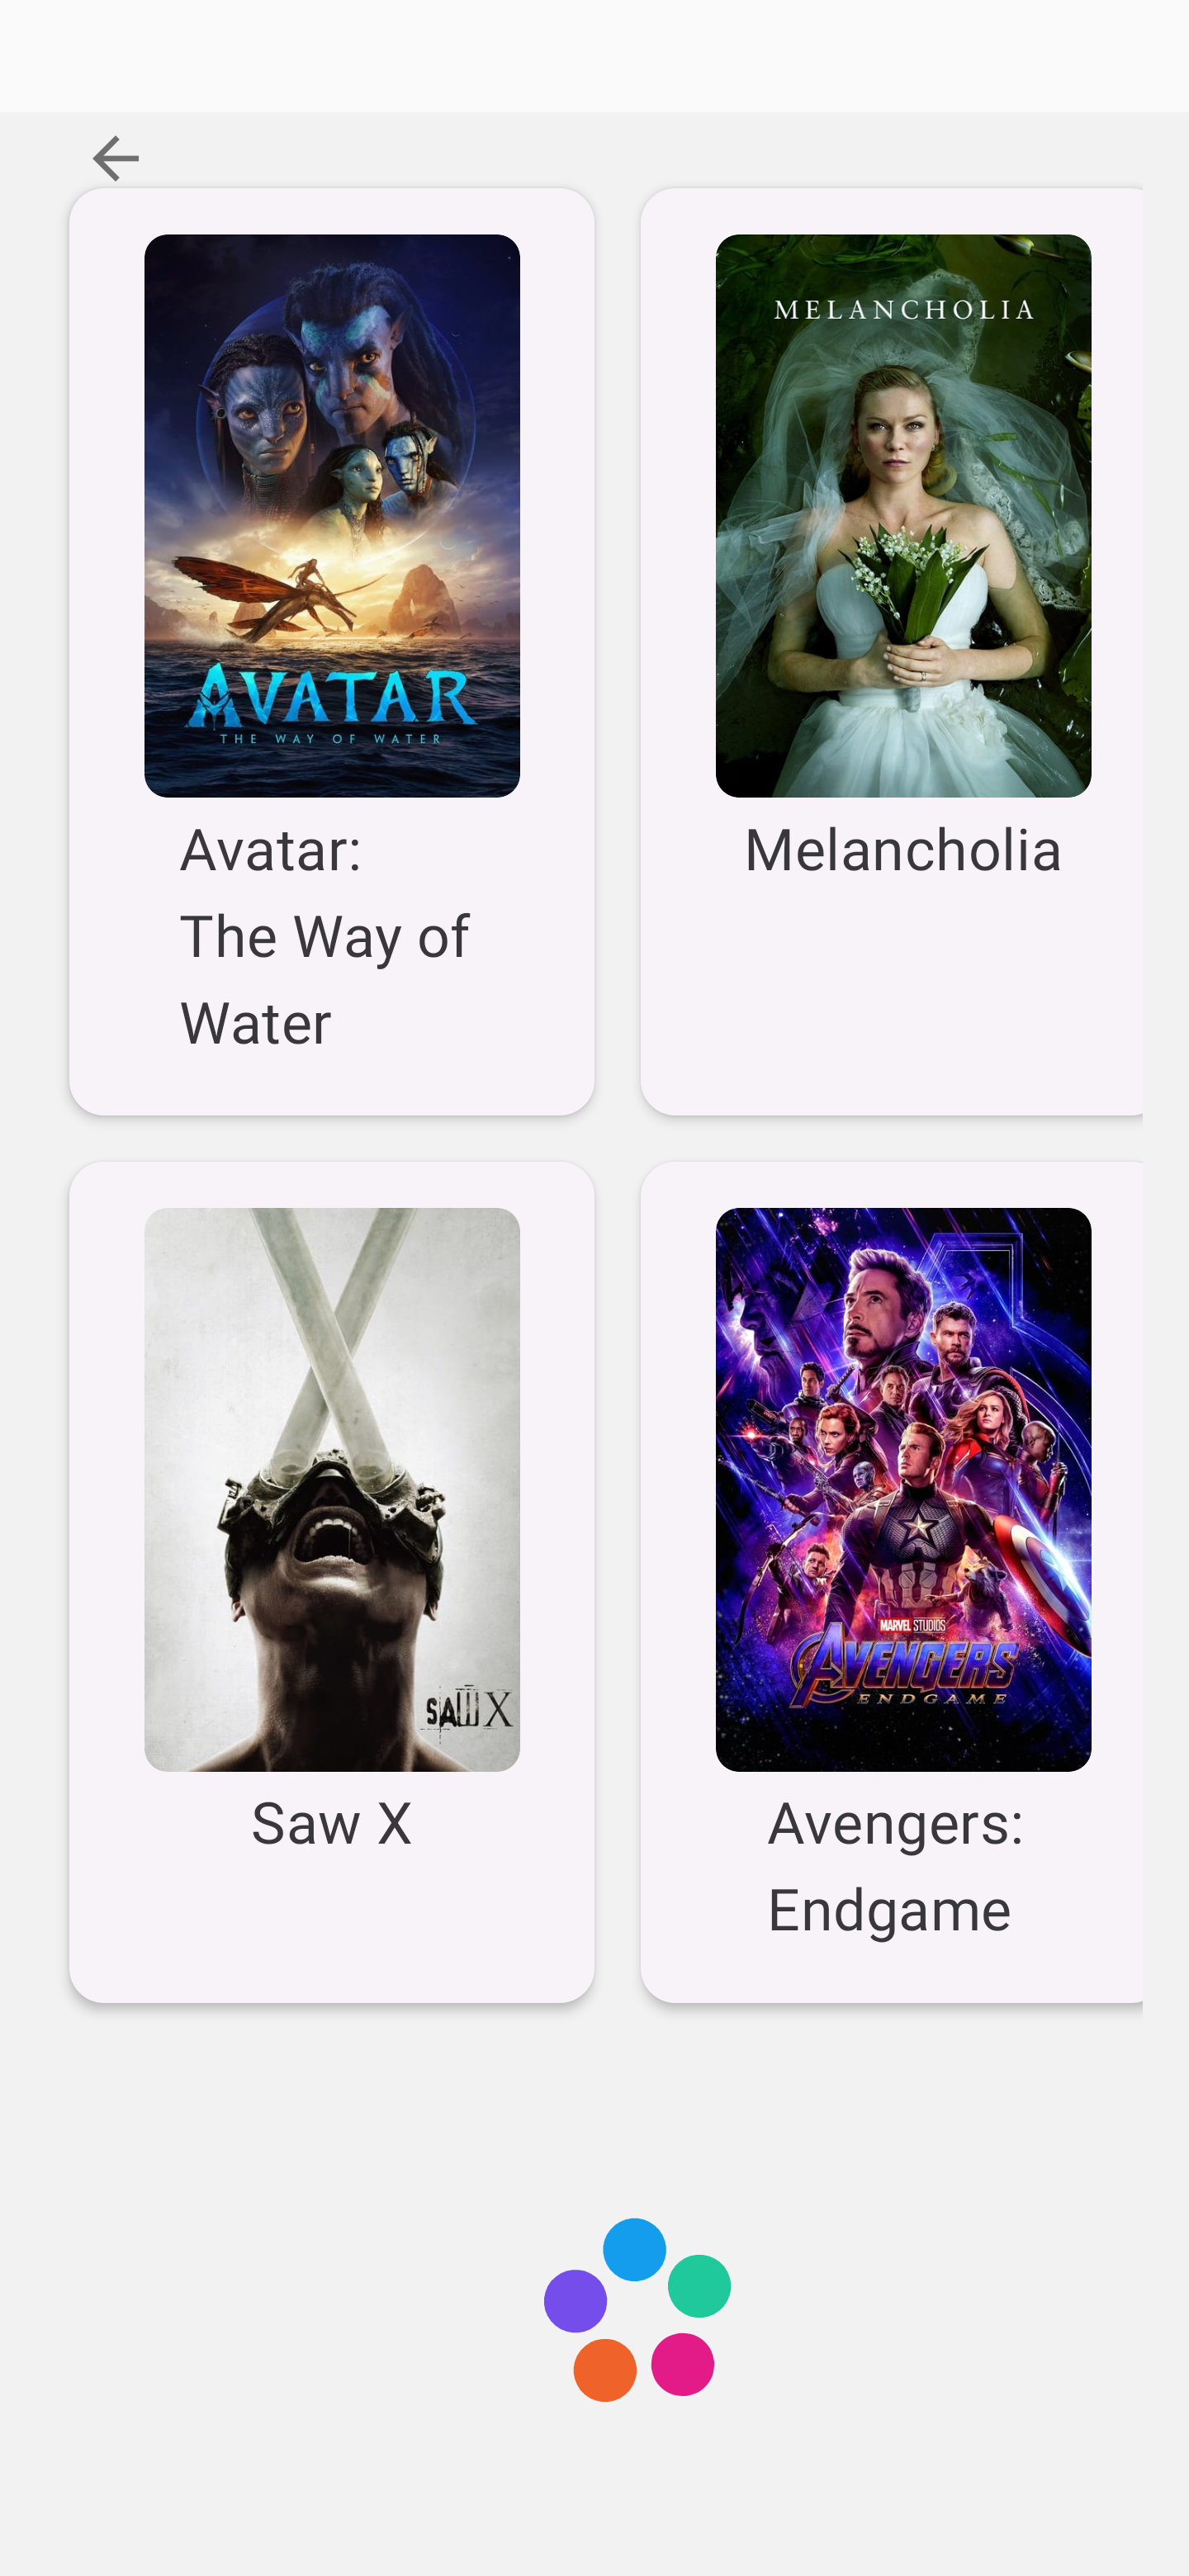 AVATAR
THE WAY OF WATER
Avatar:
The Way of
Water
MELANCHOLIA
Melancholia
SAW X
Saw X
MARVEL STUDIOS
AVENGERS
ENDGAME
Avengers:
Endgame